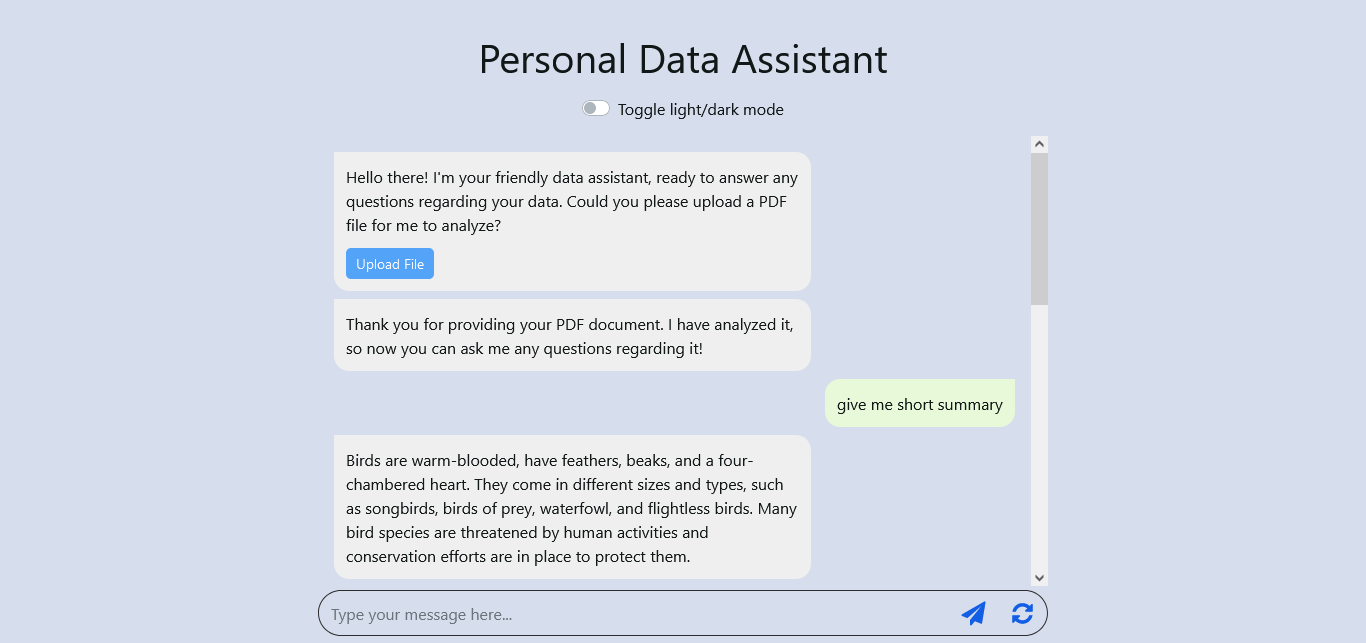 Personal Data Assistant
Toggle light/dark mode
Hello there! I'm your friendly data assistant, ready to answer any
questions regarding your data. Could you please upload a PDF
file for me to analyze?
Upload File
Thank you for providing your PDF document. I have analyzed it,
so now you can ask me any questions regarding it!
give me short summary
Birds are warm-blooded, have feathers, beaks, and a four-
chambered heart. They come in different sizes and types, such
as songbirds, birds of prey, waterfowl, and flightless birds. Many
bird species are threatened by human activities and
conservation efforts are in place to protect them.
Type your message here...